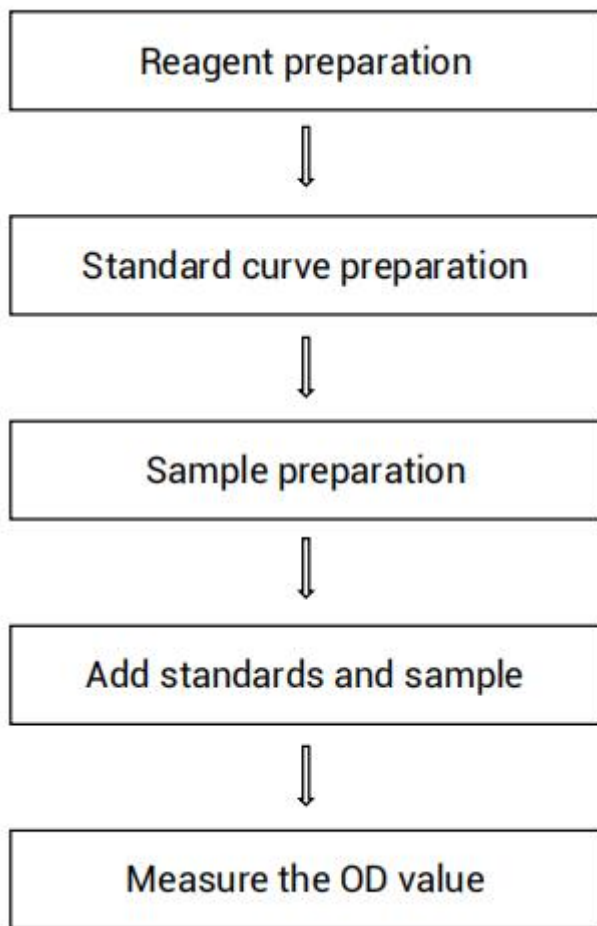 Reagent preparation
Standard curve preparation
Sample preparation
Add standards and sample
Measure the OD value